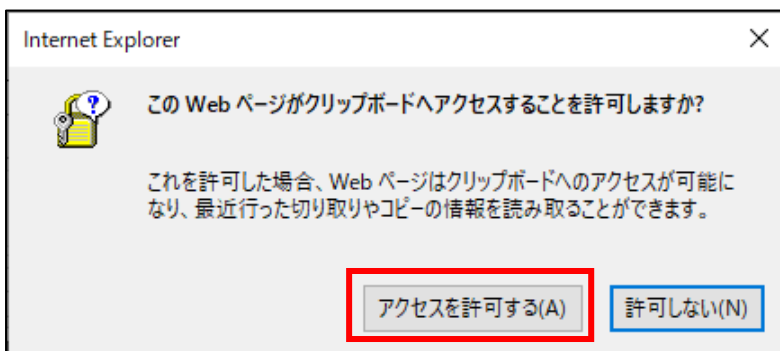 Internet Explorer
この Web ページがクリップボードへアクセスすることを許可しますか?
これを許可した場合、Web ページはクリップボードへのアクセスが可能に
なり、最近行った切り取りやコピーの情報を読み取ることができます。
アクセスを許可する(A) 許可しない(N)